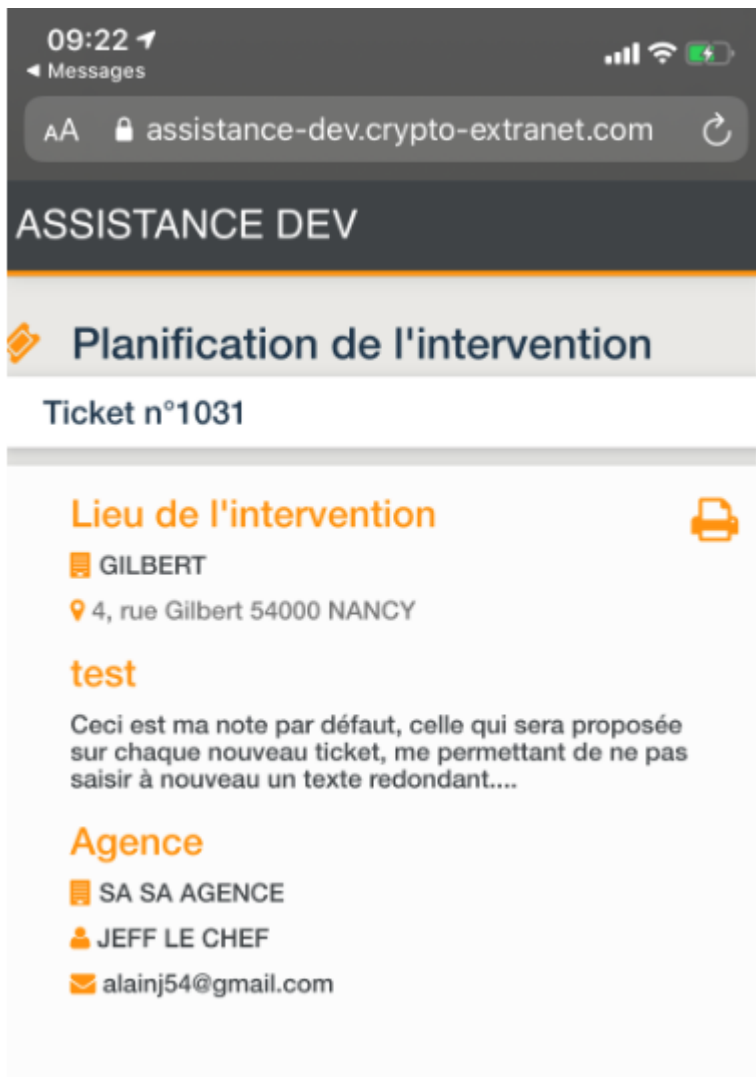 09:22
Messages
AA assistance-dev.crypto-extranet.com
ASSISTANCE DEV
Planification de l'intervention
Ticket n°1031
Lieu de l'intervention
GILBERT
4, rue Gilbert 54000 NANCY
test
Ceci est ma note par défaut, celle qui sera proposée
sur chaque nouveau ticket, me permettant de ne pas
saisir à nouveau un texte redondant....
Agence
SA SA AGENCE
JEFF LE CHEF
alainj54@gmail.com